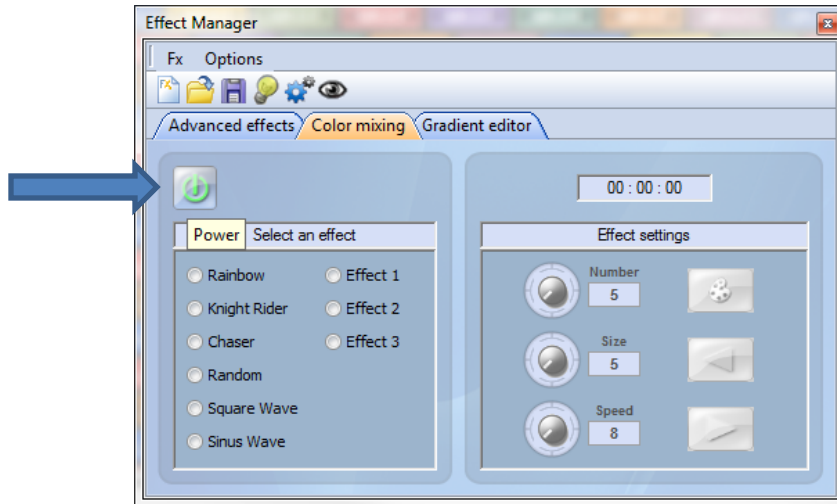 Effect Manager
Fx Options
Advanced effects Color mixing Gradient editor
00 : 00 : 00
Power Select an effect
Effect settings
Rainbow Effect 1
Knight Rider Effect 2
Chaser Effect 3
Random
Square Wave
Sinus Wave
Number
5
Size
5
Speed
8